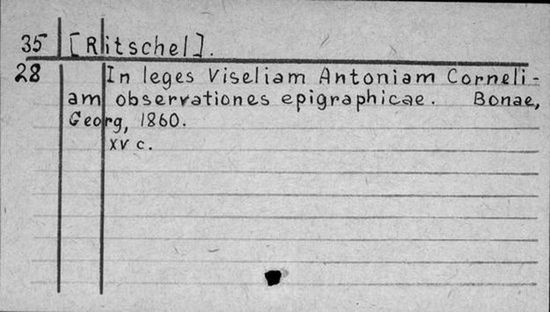 35 [Ritschel].
28 In leges Viseliam Antoniam Corneli-
am observationes epigraphicae. Bonae,
Georg, 1860.
XV c.